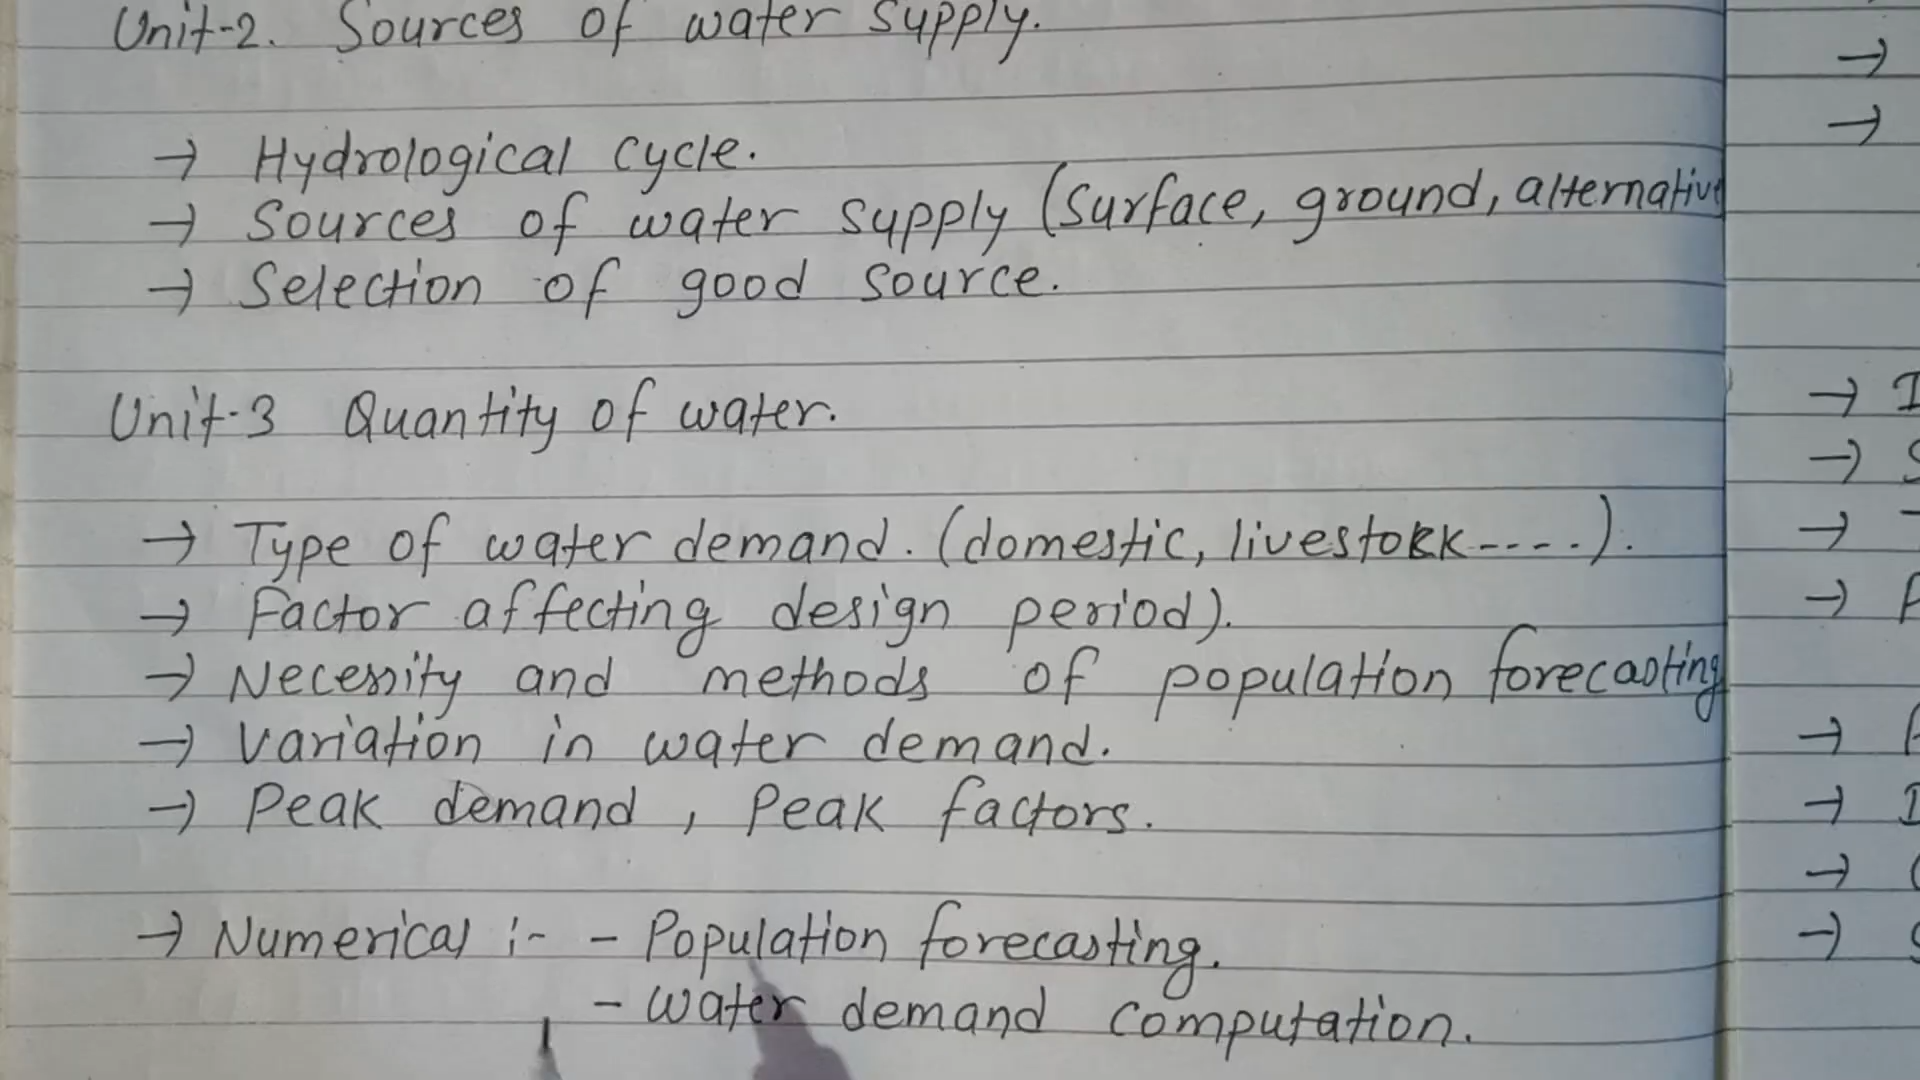 Unit-2. Sources of water supply.
→ Hydrological cycle.
→ Sources of water supply (surface, ground, alternative
→ Selection of good source.
Unit-3 Quantity of water.
→ Type of water demand. (domestic, livestokk----.).
→ Factor affecting design period).
→ Necessity and methods of population forecasting
→ Variation in water demand.
→ Peak demand, Peak factors.
→ Numerical :- - Population forecasting.
- Water demand computation.
→
→
→
→
→
→
→
→
→
→